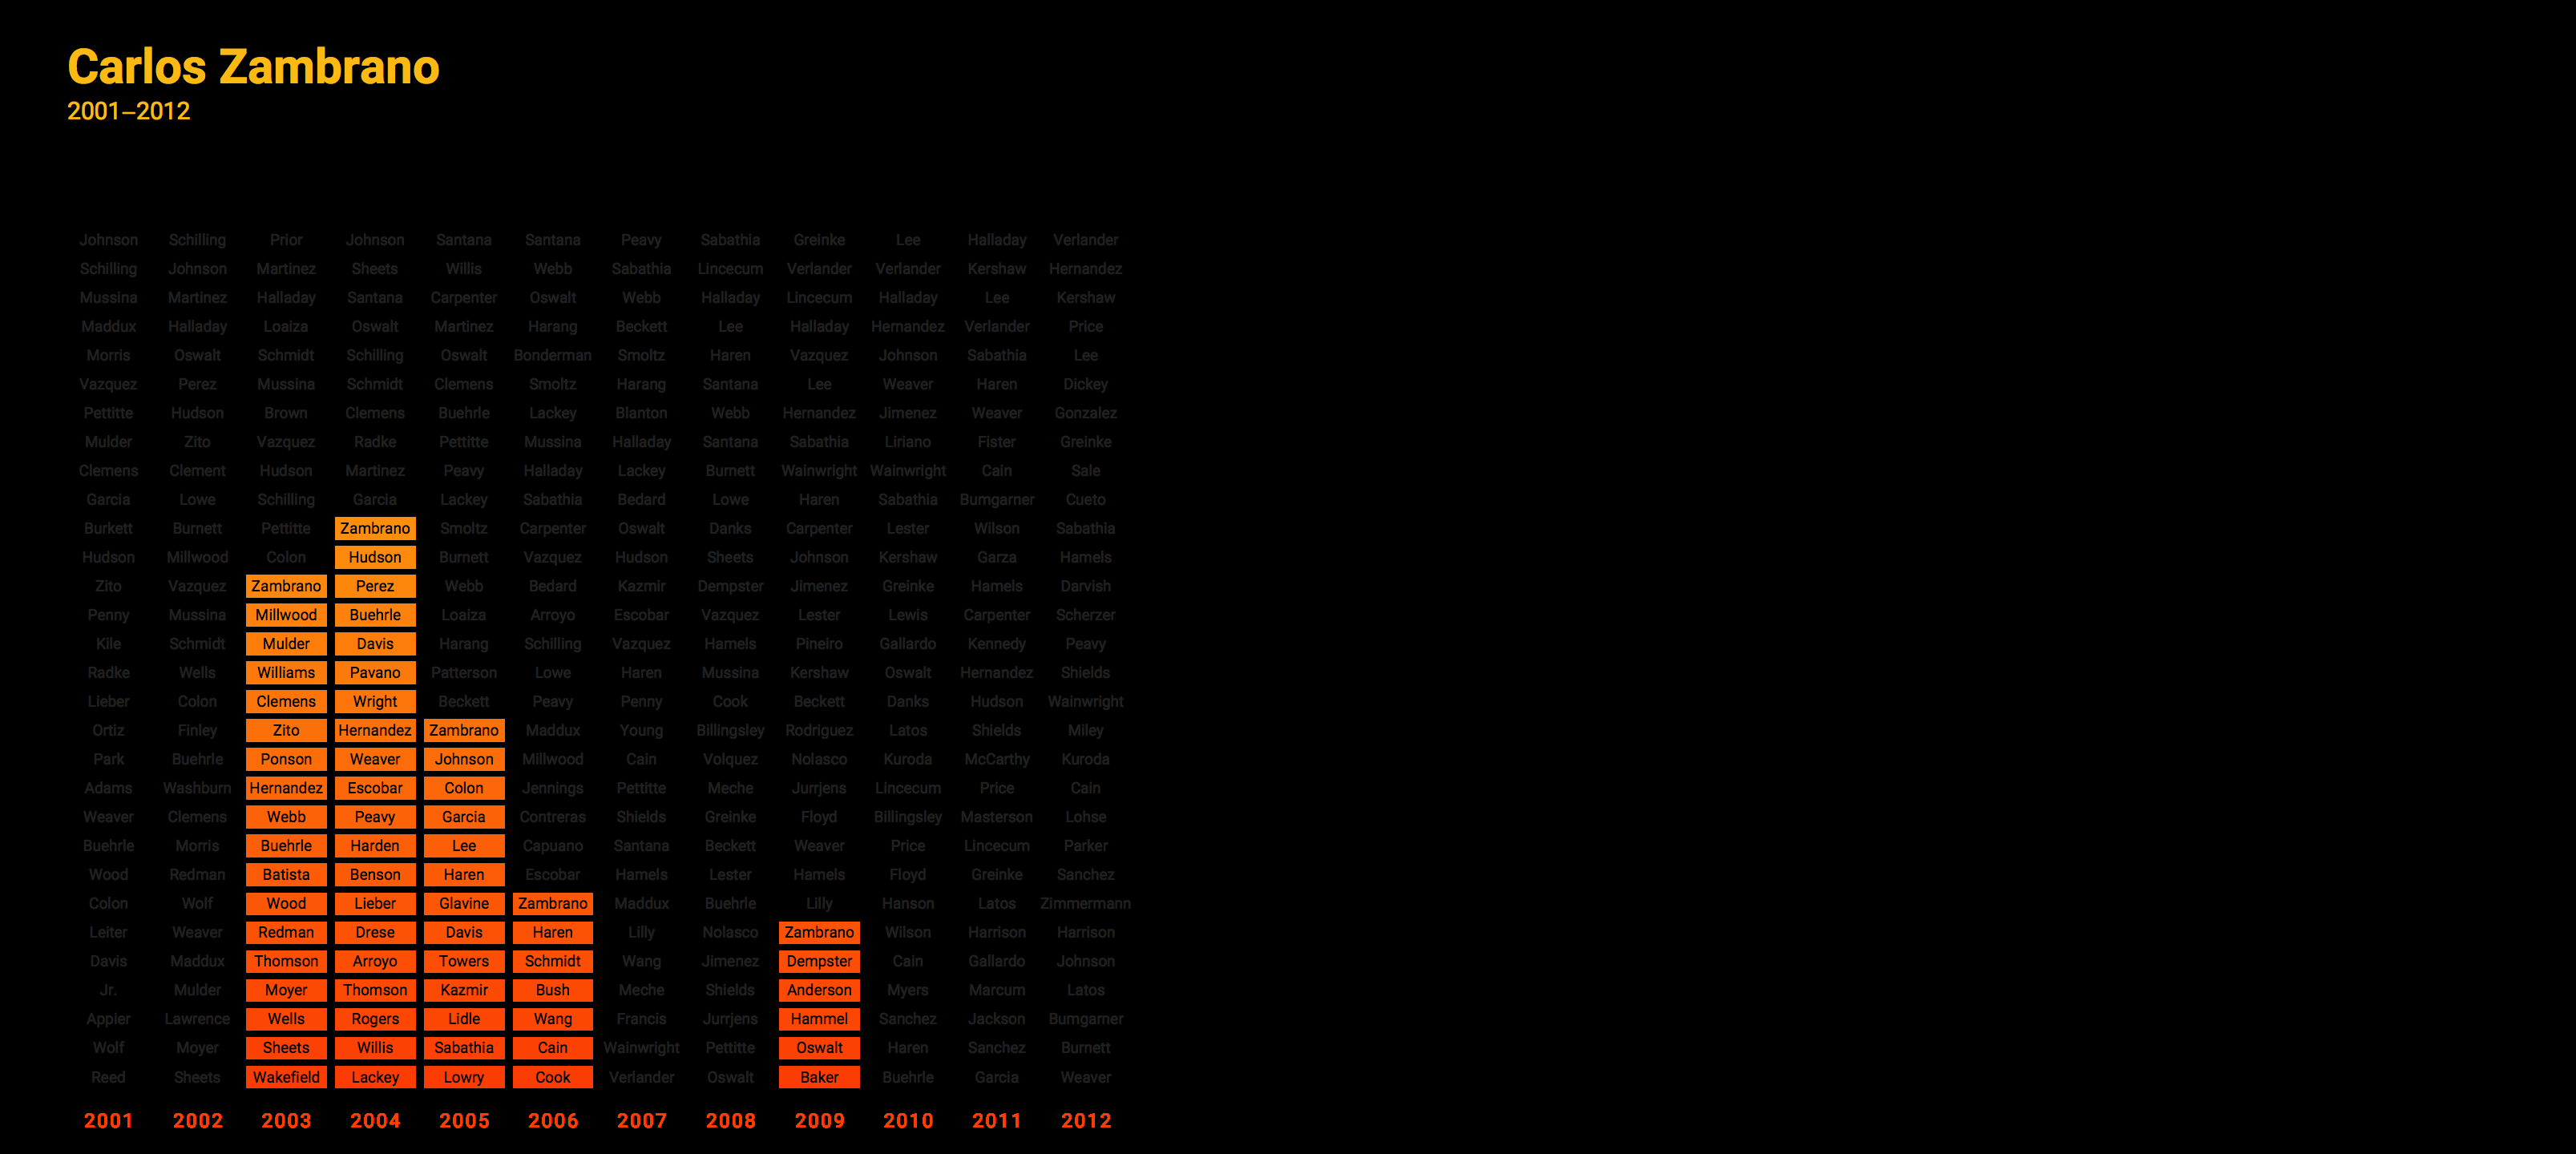 Carlos Zambrano
2001–2012
Johnson Schilling Prior Johnson Santana Santana Peavy Sabathia Greinke Lee Halladay Verlander
Schilling Johnson Martinez Sheets Willis Webb Sabathia Lincecum Verlander Verlander Kershaw Hernandez
Mussina Martinez Halladay Santana Carpenter Oswalt Webb Halladay Lincecum Halladay Lee Kershaw
Maddux Halladay Loaiza Oswalt Martinez Harang Beckett Lee Halladay Hernandez Verlander Price
Morris Oswalt Schmidt Schilling Oswalt Bonderman Smoltz Haren Vazquez Johnson Sabathia Lee
Vazquez Perez Mussina Schmidt Clemens Smoltz Harang Santana Lee Weaver Haren Dickey
Pettitte Hudson Brown Clemens Buehrle Lackey Blanton Webb Hernandez Jimenez Weaver Gonzalez
Mulder Zito Vazquez Radke Pettitte Mussina Halladay Santana Sabathia Liriano Fister Greinke
Clemens Clement Hudson Martinez Peavy Halladay Lackey Burnett Wainwright Wainwright Cain Sale
Garcia Lowe Schilling Garcia Lackey Sabathia Bedard Lowe Haren Sabathia Bumgarner Cueto
Burkett Burnett Pettitte Zambrano Smoltz Carpenter Oswalt Danks Carpenter Lester Wilson Sabathia
Hudson Millwood Colon Hudson Burnett Vazquez Hudson Sheets Johnson Kershaw Garza Hamels
Zito Vazquez Zambrano Perez Webb Bedard Kazmir Dempster Jimenez Greinke Hamels Darvish
Penny Mussina Millwood Buehrle Loaiza Arroyo Escobar Vazquez Lester Lewis Carpenter Scherzer
Kile Schmidt Mulder Davis Harang Schilling Vazquez Hamels Pineiro Gallardo Kennedy Peavy
Radke Wells Williams Pavano Patterson Lowe Haren Mussina Kershaw Oswalt Hernandez Shields
Lieber Colon Clemens Wright Beckett Peavy Penny Cook Beckett Danks Hudson Wainwright
Ortiz Finley Zito Hernandez Zambrano Maddux Young Billingsley Rodriguez Latos Shields Miley
Park Buehrle Ponson Weaver Johnson Millwood Cain Volquez Nolasco Kuroda McCarthy Kuroda
Adams Washburn Hernandez Escobar Colon Jennings Pettitte Meche Jurrjens Lincecum Price Cain
Weaver Clemens Webb Peavy Garcia Contreras Shields Greinke Floyd Billingsley Masterson Lohse
Buehrle Morris Buehrle Harden Lee Capuano Santana Beckett Weaver Price Lincecum Parker
Wood Redman Batista Benson Haren Escobar Hamels Lester Hamels Floyd Greinke Sanchez
Colon Wolf Wood Lieber Glavine Zambrano Maddux Buehrle Lilly Hanson Latos Zimmermann
Leiter Weaver Redman Drese Davis Haren Lilly Nolasco Zambrano Wilson Harrison Harrison
Davis Maddux Thomson Arroyo Towers Schmidt Wang Jimenez Dempster Cain Gallardo Johnson
Jr. Mulder Moyer Thomson Kazmir Bush Meche Shields Anderson Myers Marcum Latos
Appier Lawrence Wells Rogers Lidle Wang Francis Jurrjens Hammel Sanchez Jackson Bumgarner
Wolf Moyer Sheets Willis Sabathia Cain Wainwright Pettitte Oswalt Haren Sanchez Burnett
Reed Sheets Wakefield Lackey Lowry Cook Verlander Oswalt Baker Buehrle Garcia Weaver
2001 2002 2003 2004 2005 2006 2007 2008 2009 2010 2011 2012